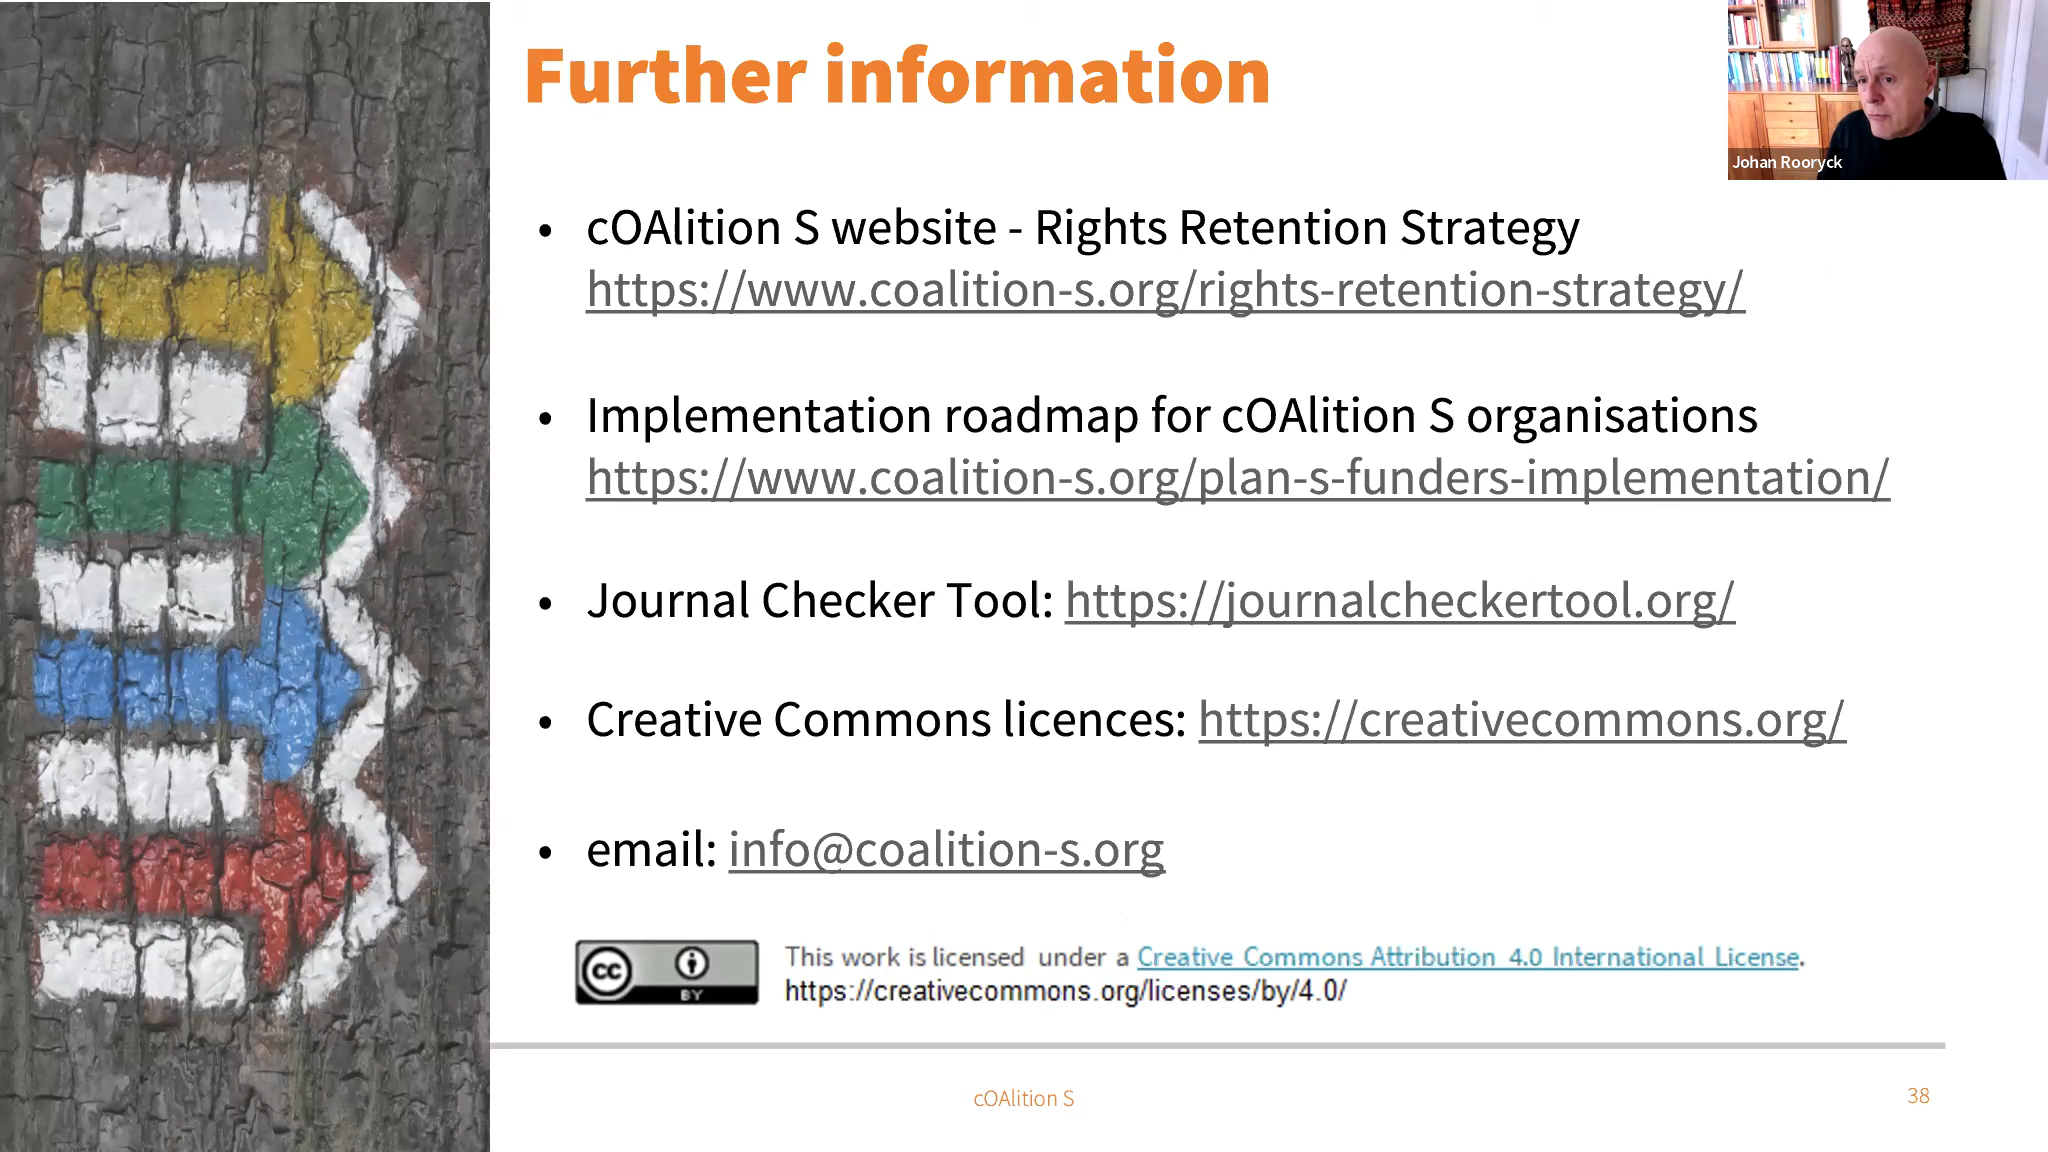 Further information
Johan Rooryck
• cOAlition S website - Rights Retention Strategy
https://www.coalition-s.org/rights-retention-strategy/
• Implementation roadmap for cOAlition S organisations
https://www.coalition-s.org/plan-s-funders-implementation/
• Journal Checker Tool: https://journalcheckertool.org/
• Creative Commons licences: https://creativecommons.org/
• email: info@coalition-s.org
cc
BY
This work is licensed under a Creative Commons Attribution 4.0 International License.
https://creativecommons.org/licenses/by/4.0/
cOAlition S
38